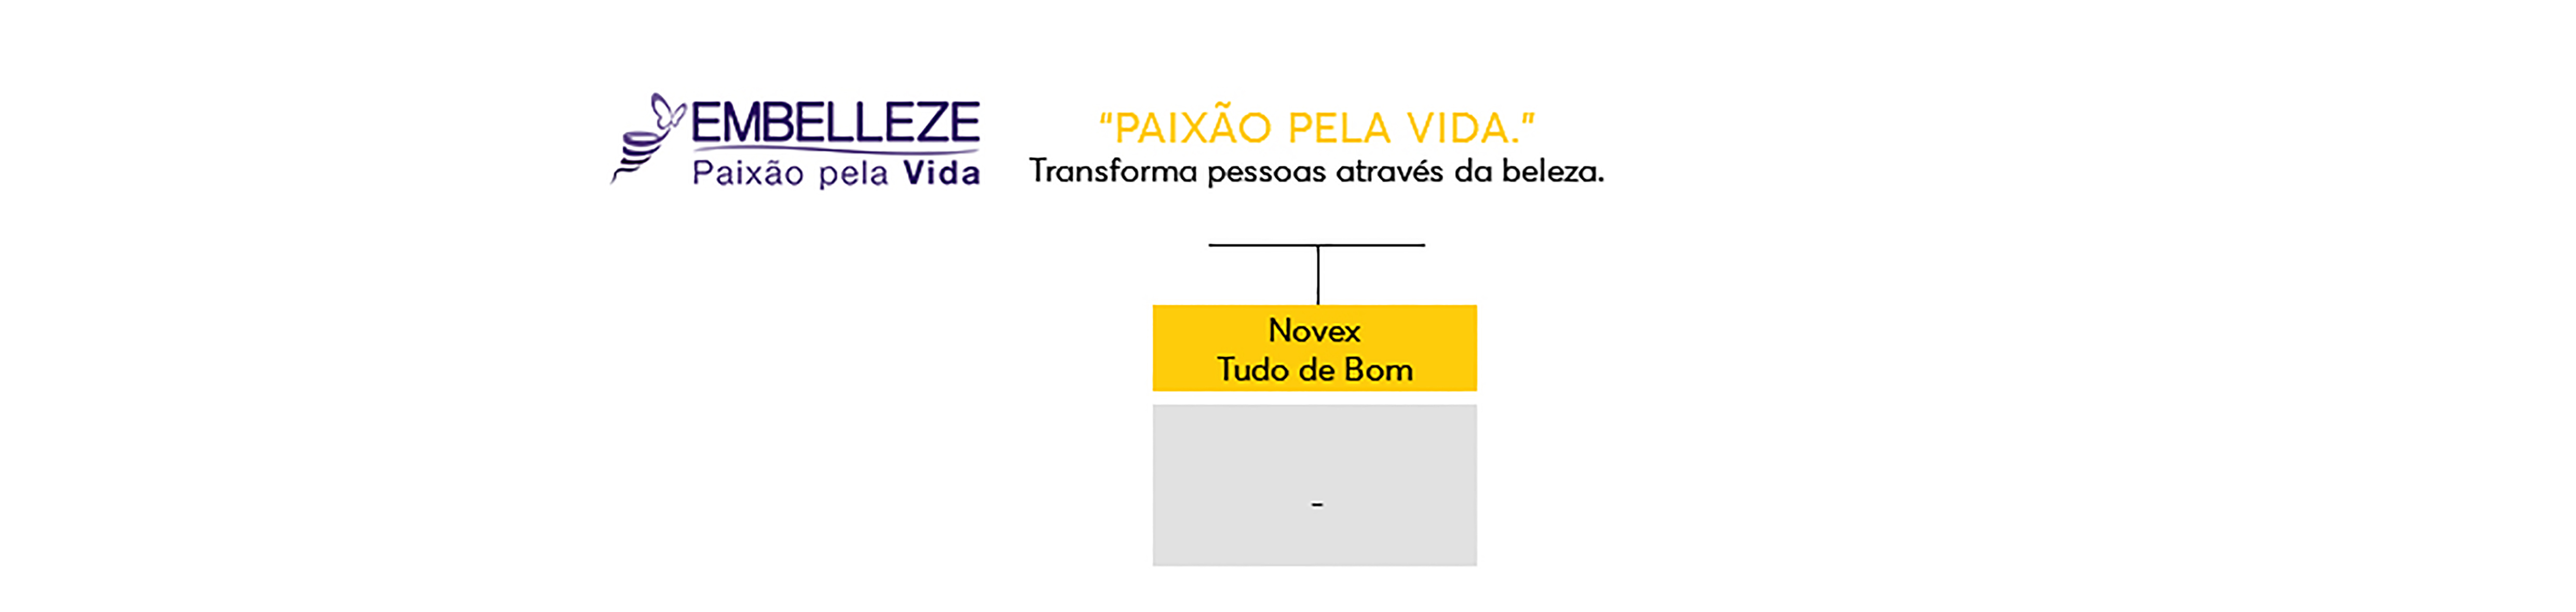 EMBELLEZE
Paixão pela Vida
“PAIXÃO PELA VIDA.”
Transforma pessoas através da beleza.
Novex
Tudo de Bom
-